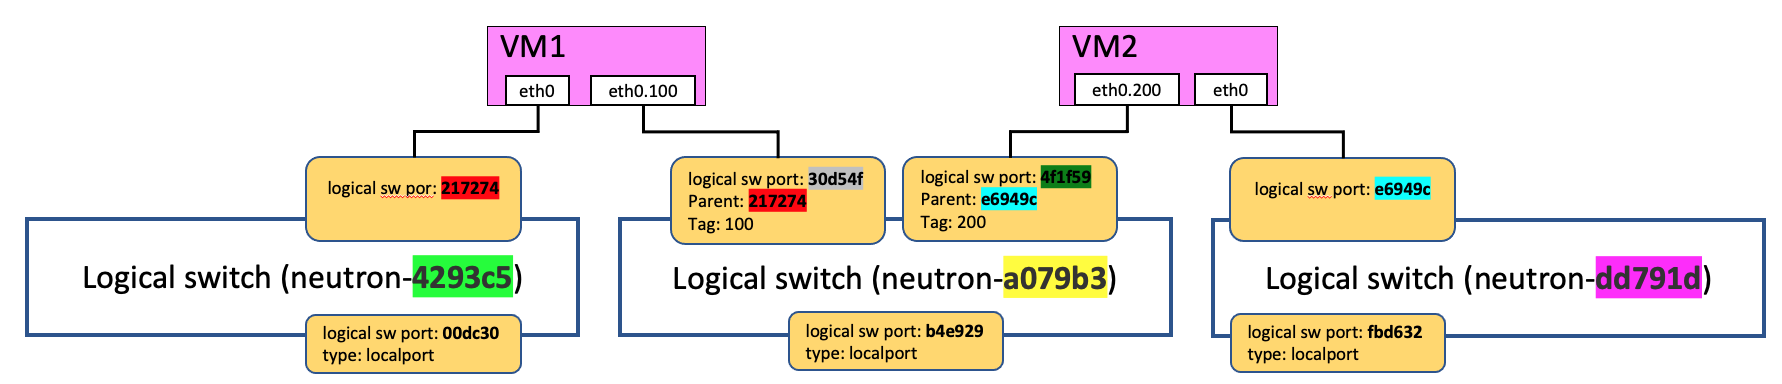 VM1
eth0
eth0.100
VM2
eth0.200
eth0
logical sw por: 217274
logical sw port: 30d54f
Parent: 217274
Tag: 100
logical sw port: 4f1f59
Parent: e6949c
Tag: 200
logical sw port: e6949c
Logical switch (neutron-4293c5)
Logical switch (neutron-a079b3)
Logical switch (neutron-dd791d)
logical sw port: 00dc30
type: localport
logical sw port: b4e929
type: localport
logical sw port: fbd632
type: localport